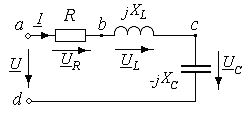 a I R b jX_L c
U_R U_L
U -jX_C U_C
d